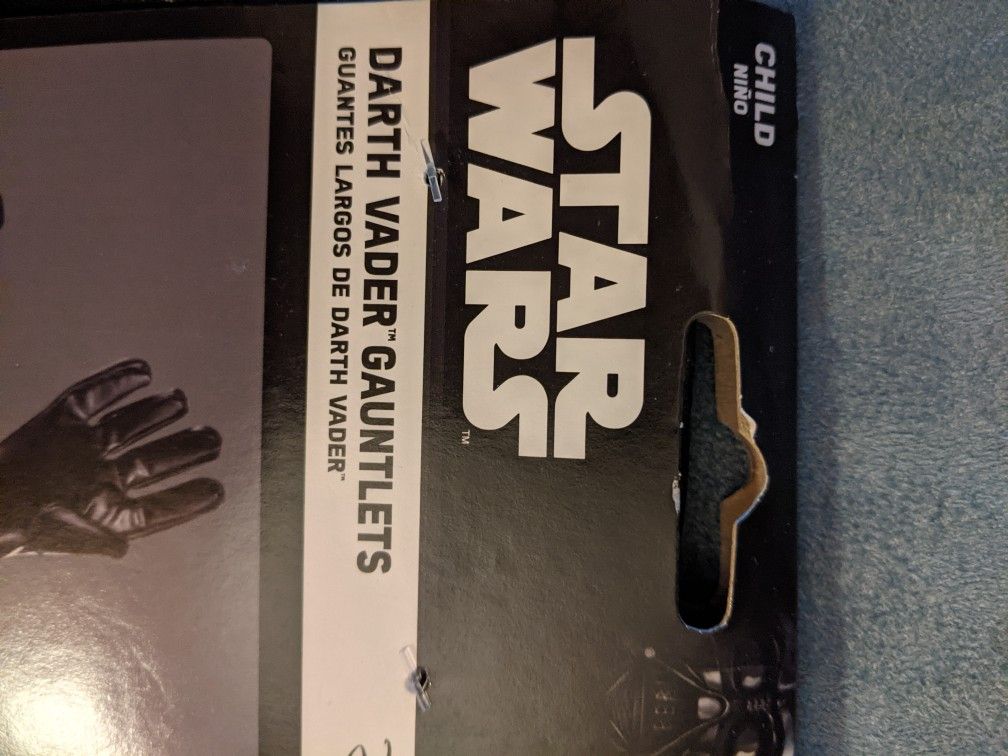 CHILD
NIÑO
STAR
WARS™
DARTH VADER™ GAUNTLETS
GUANTES LARGOS DE DARTH VADER™